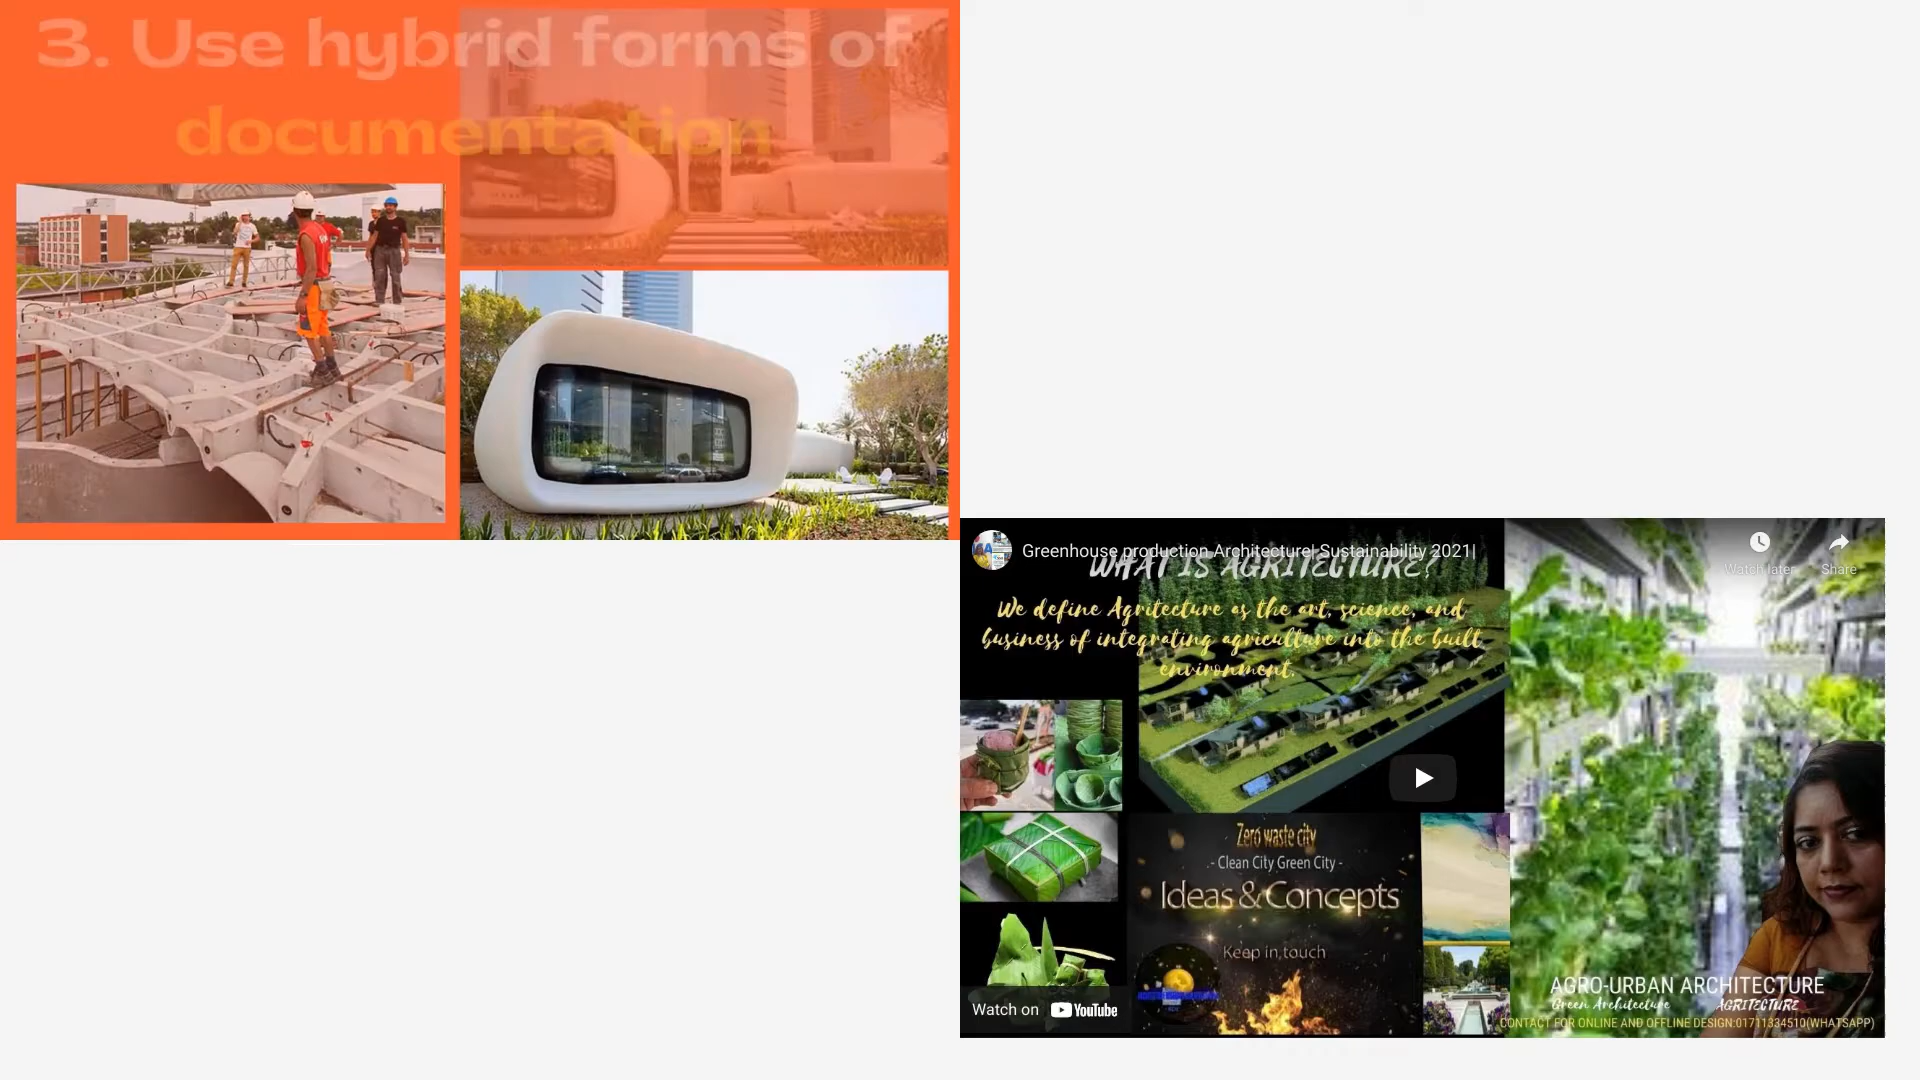 3. Use hybrid forms of
documentation
Greenhouse production Architecture| Sustainability 2021|
Watch later
Share
WHAT IS AGRITECTURE?
We define Agritecture as the art, science, and
business of integrating agriculture into the built
environment.
Zero waste city
- Clean City Green City -
Ideas & Concepts
Keep in touch
Watch on YouTube
AGRO-URBAN ARCHITECTURE
Green Architecture AGRITECTURE
CONTACT FOR ONLINE AND OFFLINE DESIGN:01711334510(WHATSAPP)